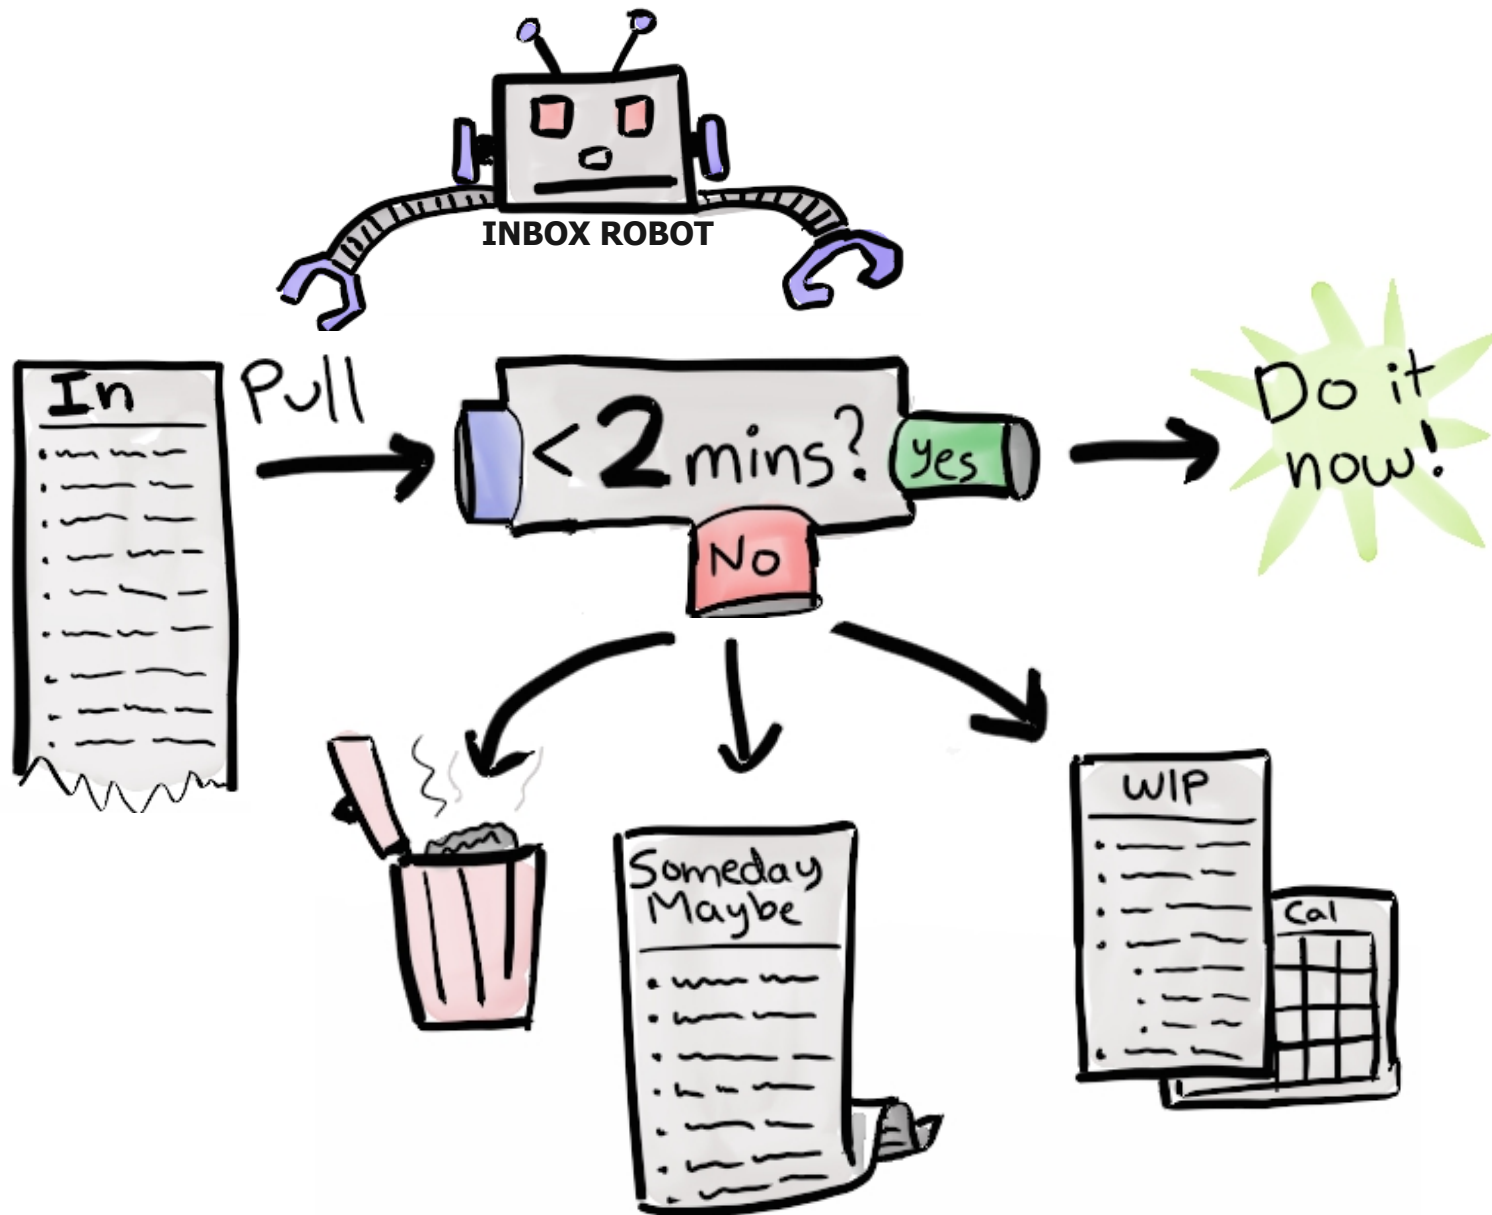 INBOX ROBOT
In
Pull
< 2 mins?
Yes
No
Do it
now!
Someday
Maybe
WIP
Cal